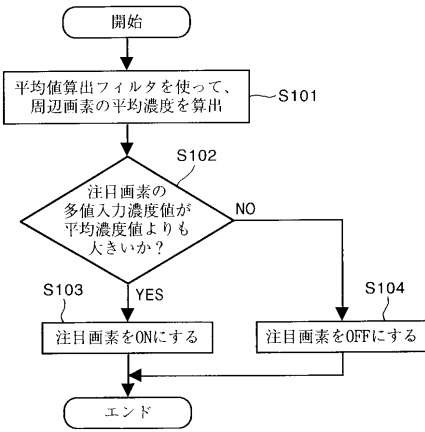 開始
平均値算出フィルタを使って、
周辺画素の平均濃度を算出
S101
S102
注目画素の
多値入力濃度値が
平均濃度値よりも
大きいか?
NO
YES
S103
S104
注目画素をONにする
注目画素をOFFにする
エンド